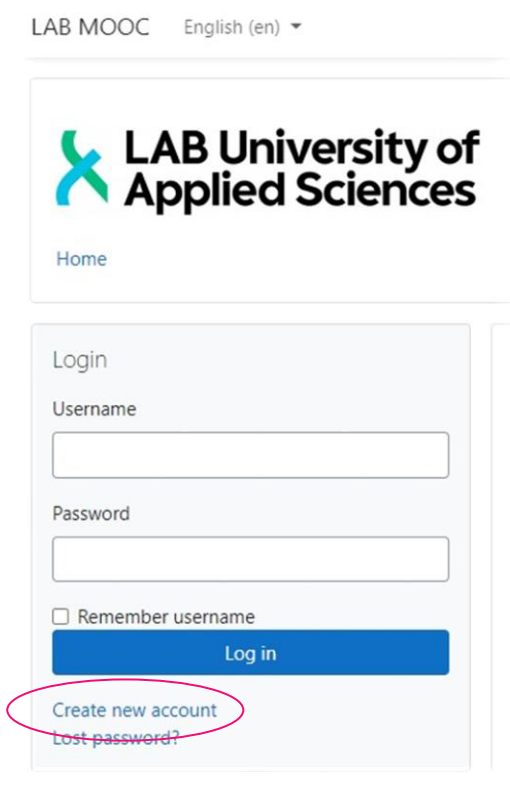 LAB MOOC English (en)
LAB University of
Applied Sciences
Home
Login
Username
Password
Remember username
Log in
Create new account
Lost password?